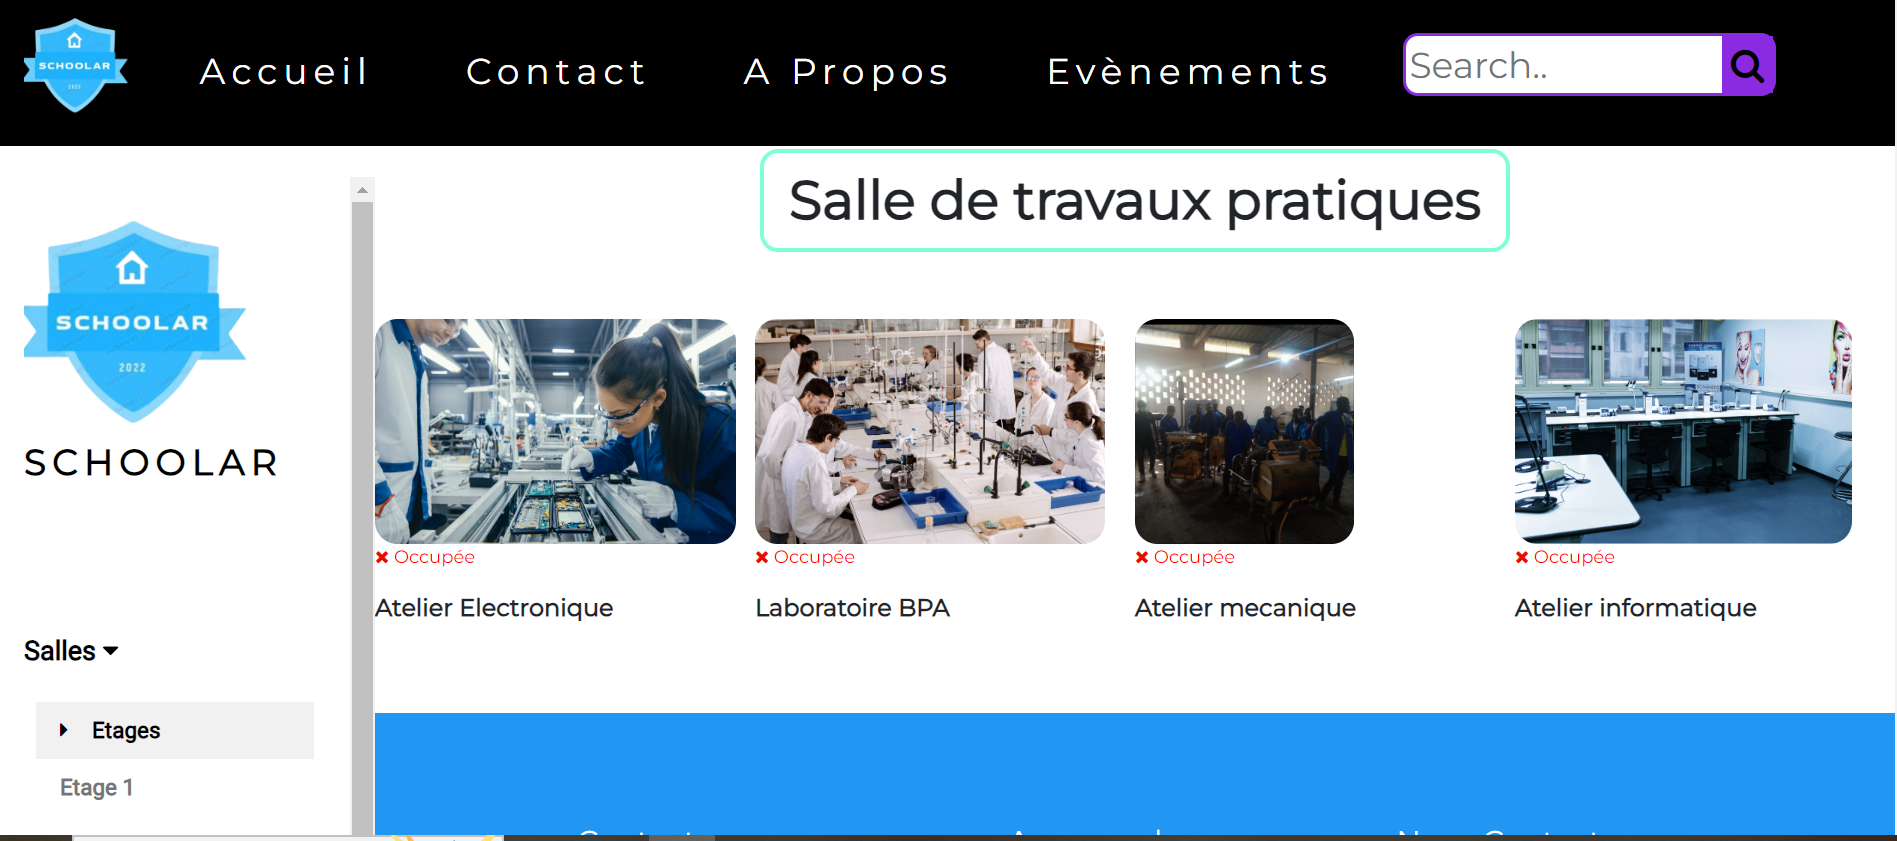 SCHOOLAR
2022
Accueil
Contact
A Propos
Evènements
Search..
SCHOOLAR
2022
SCHOOLAR
Salles
Etages
Etage 1
Salle de travaux pratiques
Occupée
Occupée
Occupée
Occupée
Atelier Electronique
Laboratoire BPA
Atelier mecanique
Atelier informatique